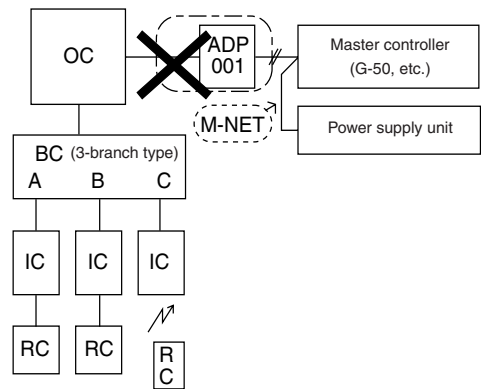 OC
ADP
001
Master controller
(G-50, etc.)
M-NET
Power supply unit
BC (3-branch type)
A B C
IC IC IC
RC RC
R
C